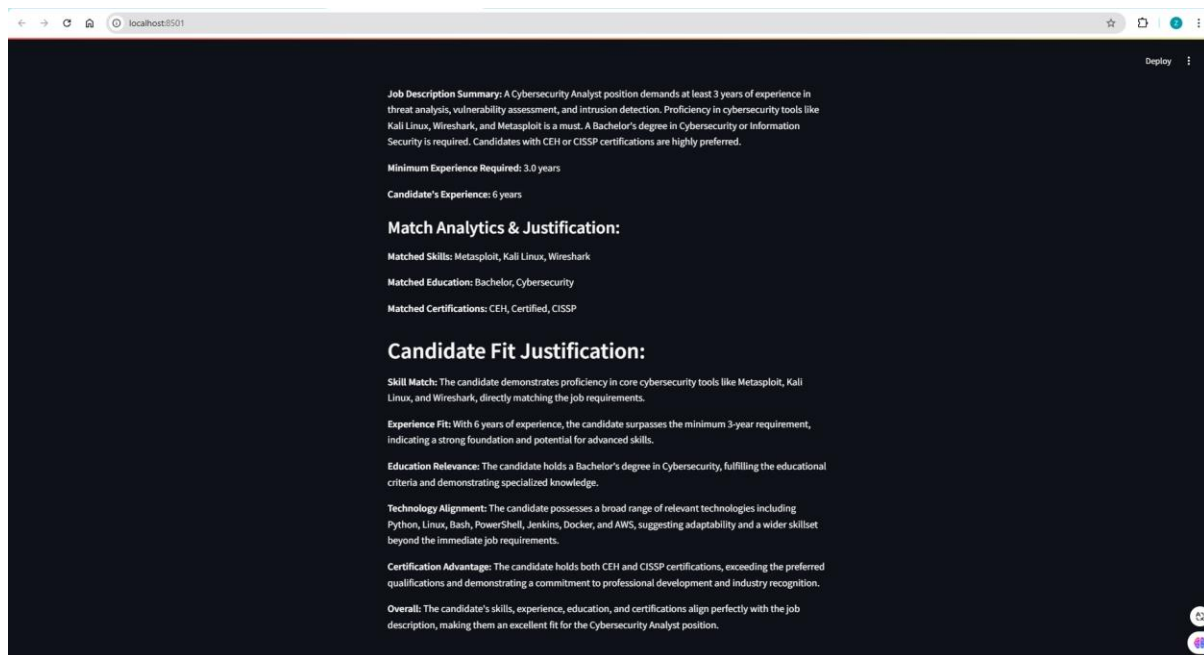 localhost:8501
Deploy
Job Description Summary: A Cybersecurity Analyst position demands at least 3 years of experience in
threat analysis, vulnerability assessment, and intrusion detection. Proficiency in cybersecurity tools like
Kali Linux, Wireshark, and Metasploit is a must. A Bachelor's degree in Cybersecurity or Information
Security is required. Candidates with CEH or CISSP certifications are highly preferred.
Minimum Experience Required: 3.0 years
Candidate's Experience: 6 years
Match Analytics & Justification:
Matched Skills: Metasploit, Kali Linux, Wireshark
Matched Education: Bachelor, Cybersecurity
Matched Certifications: CEH, Certified, CISSP
Candidate Fit Justification:
Skill Match: The candidate demonstrates proficiency in core cybersecurity tools like Metasploit, Kali
Linux, and Wireshark, directly matching the job requirements.
Experience Fit: With 6 years of experience, the candidate surpasses the minimum 3-year requirement,
indicating a strong foundation and potential for advanced skills.
Education Relevance: The candidate holds a Bachelor's degree in Cybersecurity, fulfilling the educational
criteria and demonstrating specialized knowledge.
Technology Alignment: The candidate possesses a broad range of relevant technologies including
Python, Linux, Bash, PowerShell, Jenkins, Docker, and AWS, suggesting adaptability and a wider skillset
beyond the immediate job requirements.
Certification Advantage: The candidate holds both CEH and CISSP certifications, exceeding the preferred
qualifications and demonstrating a commitment to professional development and industry recognition.
Overall: The candidate's skills, experience, education, and certifications align perfectly with the job
description, making them an excellent fit for the Cybersecurity Analyst position.